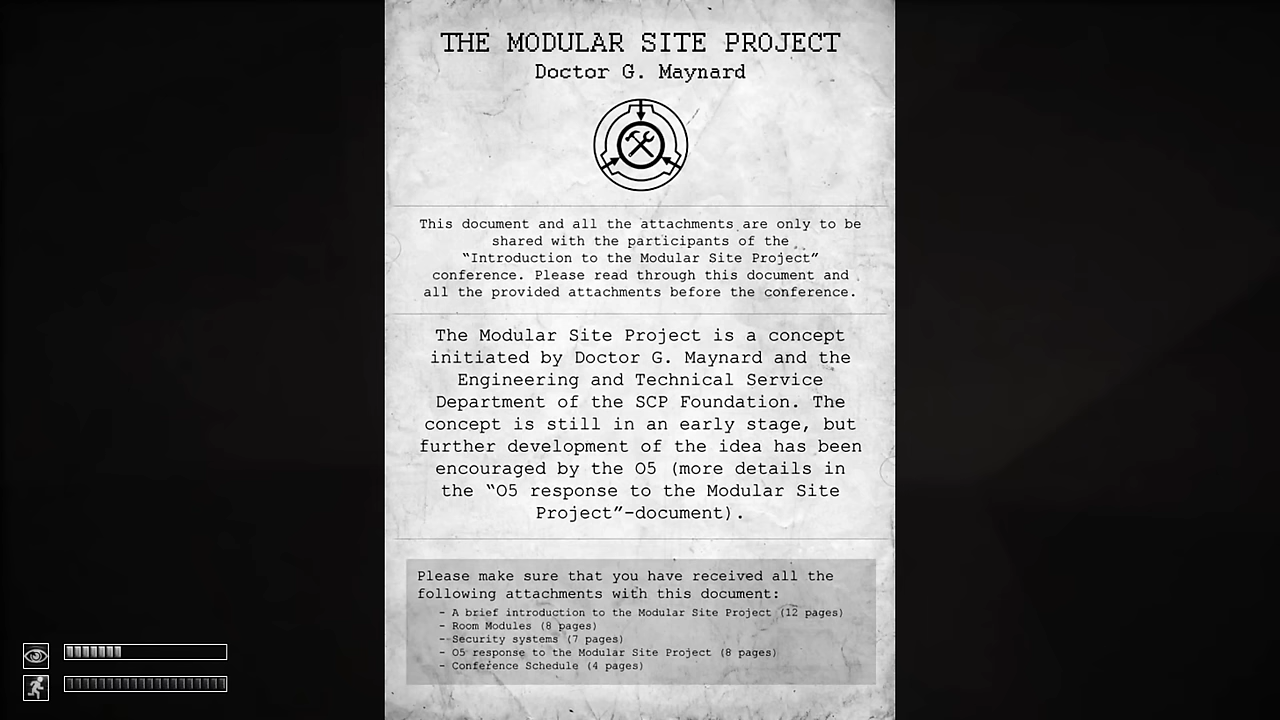 THE MODULAR SITE PROJECT
Doctor G. Maynard
This document and all the attachments are only to be
shared with the participants of the
“Introduction to the Modular Site Project”
conference. Please read through this document and
all the provided attachments before the conference.
The Modular Site Project is a concept
initiated by Doctor G. Maynard and the
Engineering and Technical Service
Department of the SCP Foundation. The
concept is still in an early stage, but
further development of the idea has been
encouraged by the O5 (more details in
the “O5 response to the Modular Site
Project”-document).
Please make sure that you have received all the
following attachments with this document:
- A brief introduction to the Modular Site Project (12 pages)
- Room Modules (8 pages)
- Security systems (7 pages)
- O5 response to the Modular Site Project (8 pages)
- Conference Schedule (4 pages)